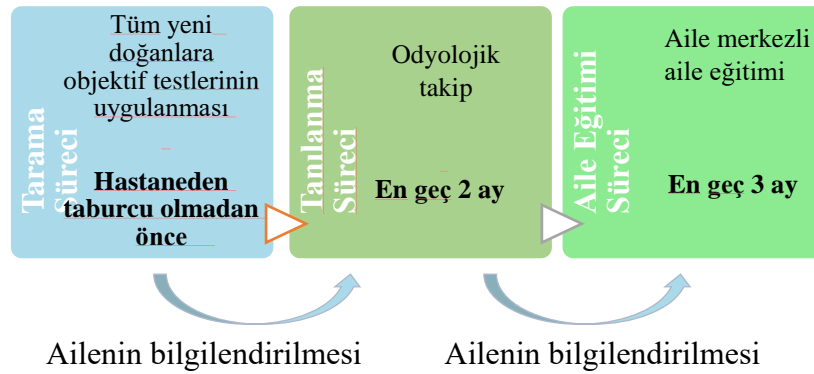 Tarama
Süreci
Tüm yeni
doğanlara
objektif testlerinin
uygulanması
Hastaneden
taburcu olmadan
önce
Tanılanma
Süreci
Odyolojik
takip
En geç 2 ay
Aile Eğitimi
Süreci
Aile merkezli
aile eğitimi
En geç 3 ay
Ailenin bilgilendirilmesi
Ailenin bilgilendirilmesi